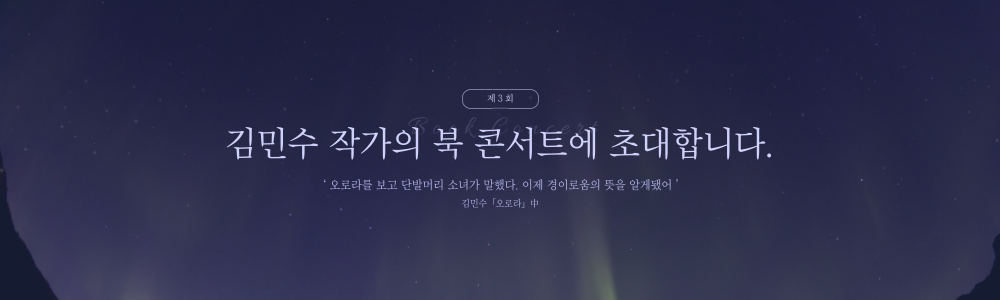 제 3 회
Book Concert
김민수 작가의 북 콘서트에 초대합니다.
‘ 오로라를 보고 단발머리 소녀가 말했다. 이제 경이로움의 뜻을 알게됐어 ’
김민수「오로라」中